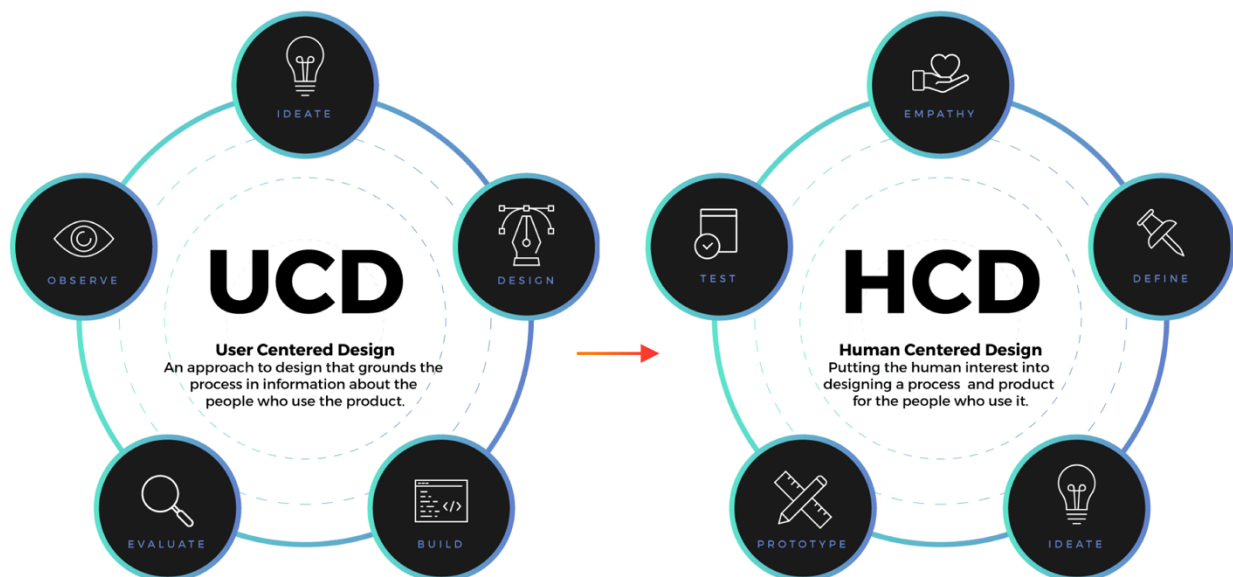 IDEATE
OBSERVE
DESIGN
UCD
User Centered Design
An approach to design that grounds the
process in information about the
people who use the product.
EVALUATE
</>
BUILD
EMPATHY
TEST
DEFINE
HCD
Human Centered Design
Putting the human interest into
designing a process and product
for the people who use it.
PROTOTYPE
IDEATE